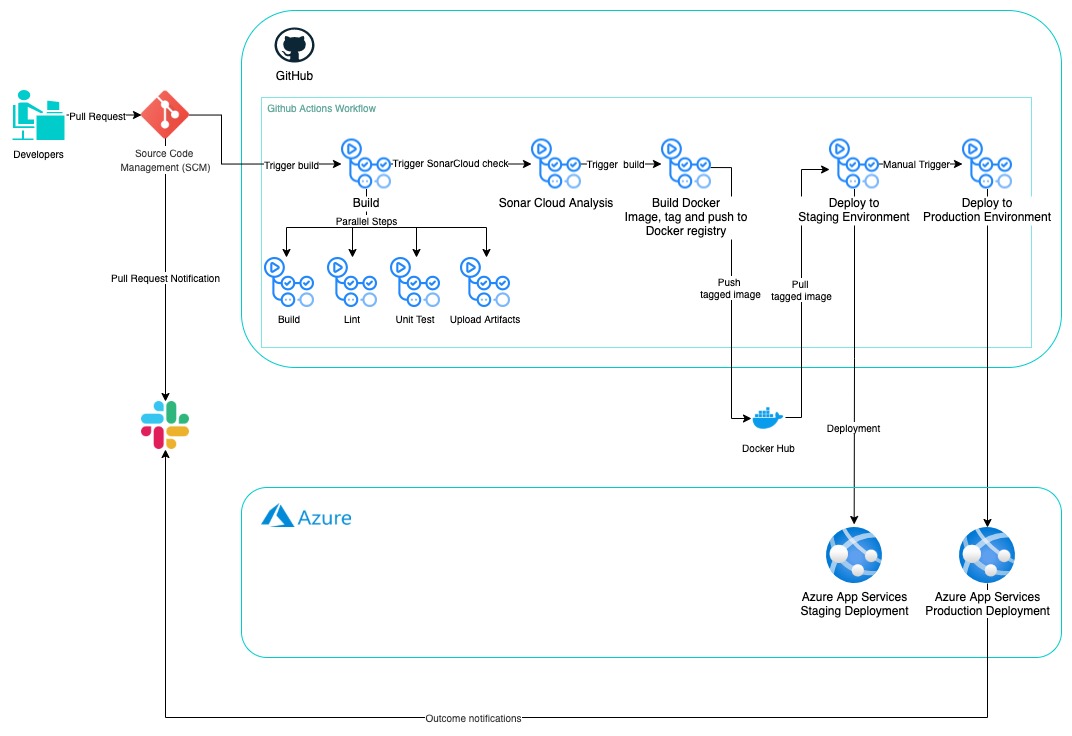 GitHub
Github Actions Workflow
Pull Request
Developers
Source Code
Management (SCM)
Trigger build
Trigger SonarCloud check
Trigger build
Manual Trigger
Build
Sonar Cloud Analysis
Build Docker
Image, tag and push to
Docker registry
Deploy to
Staging Environment
Deploy to
Production Environment
Parallel Steps
Build
Lint
Unit Test
Upload Artifacts
Pull Request Notification
Push
tagged image
Pull
tagged image
Docker Hub
Deployment
Azure
Azure App Services
Staging Deployment
Azure App Services
Production Deployment
Outcome notifications